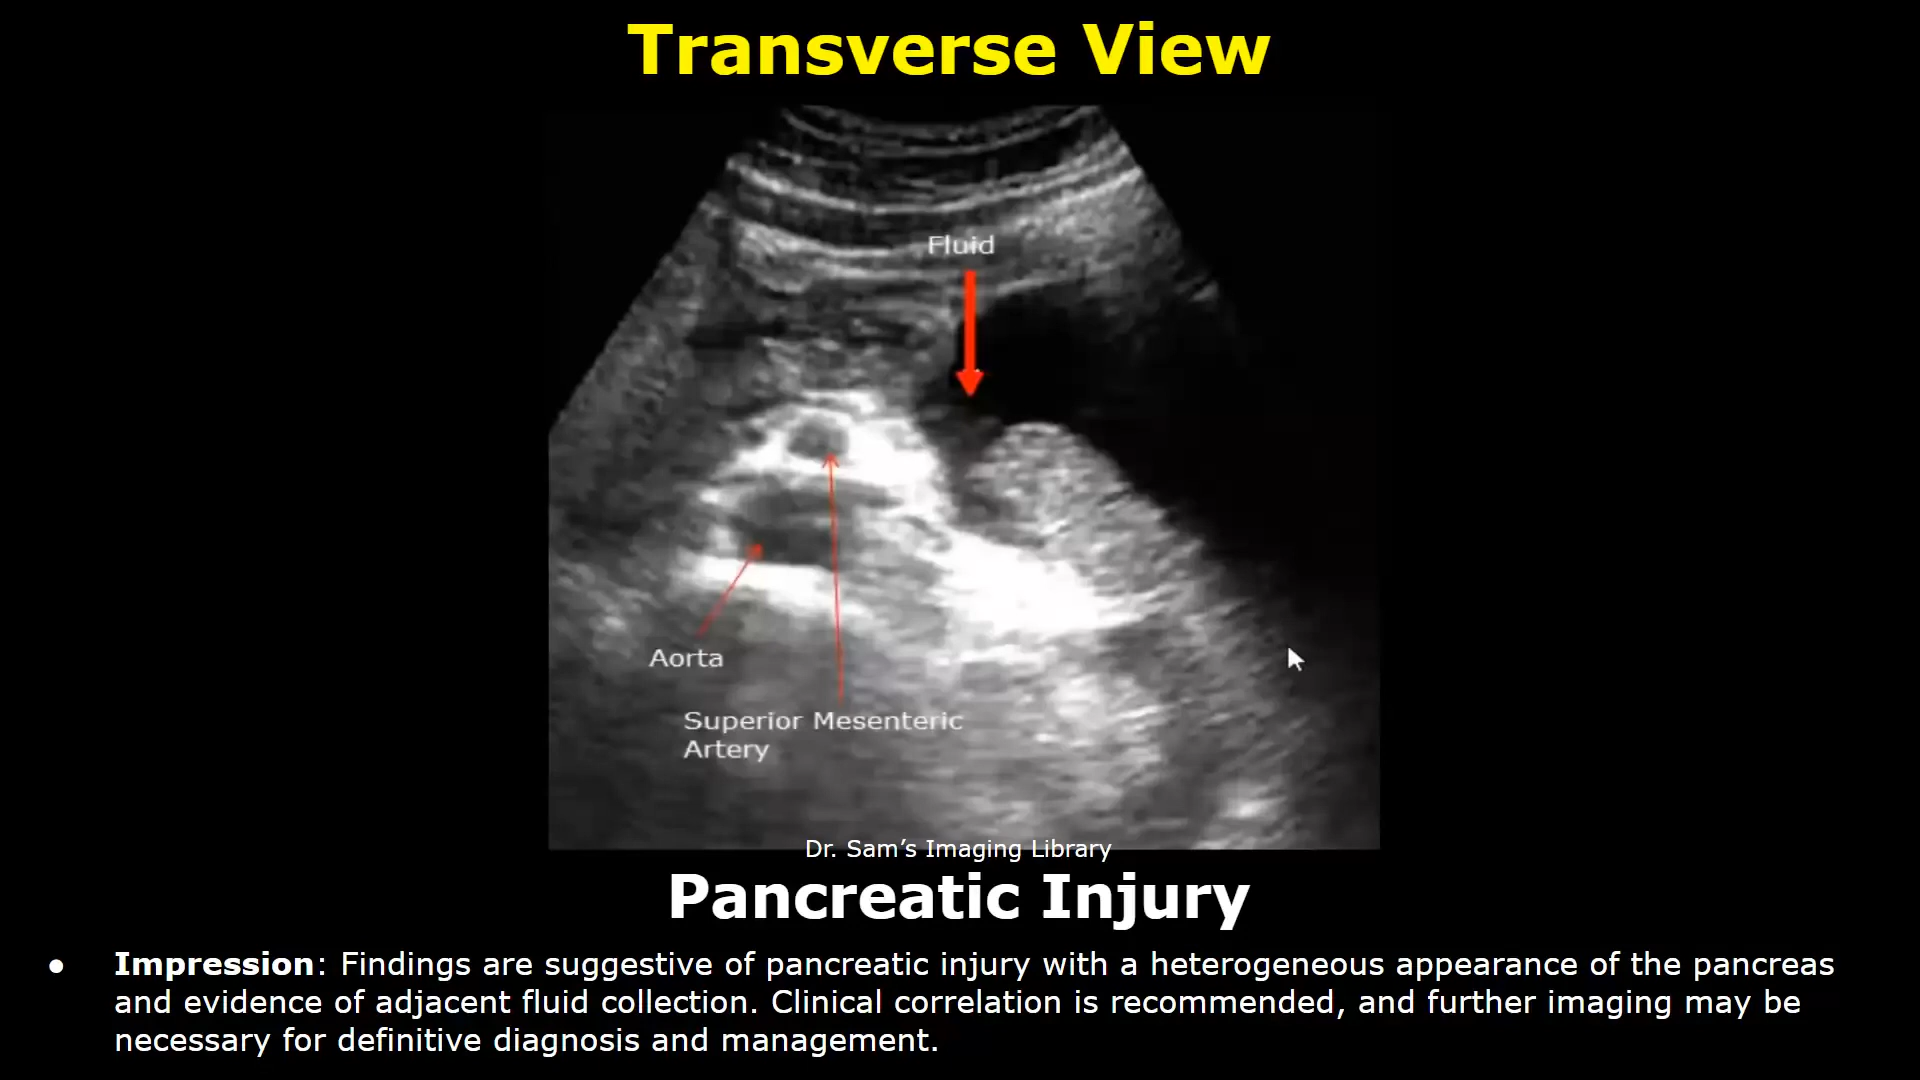 Transverse View
Fluid
Aorta
Superior Mesenteric
Artery
Dr. Sam’s Imaging Library
Pancreatic Injury
● Impression: Findings are suggestive of pancreatic injury with a heterogeneous appearance of the pancreas
and evidence of adjacent fluid collection. Clinical correlation is recommended, and further imaging may be
necessary for definitive diagnosis and management.